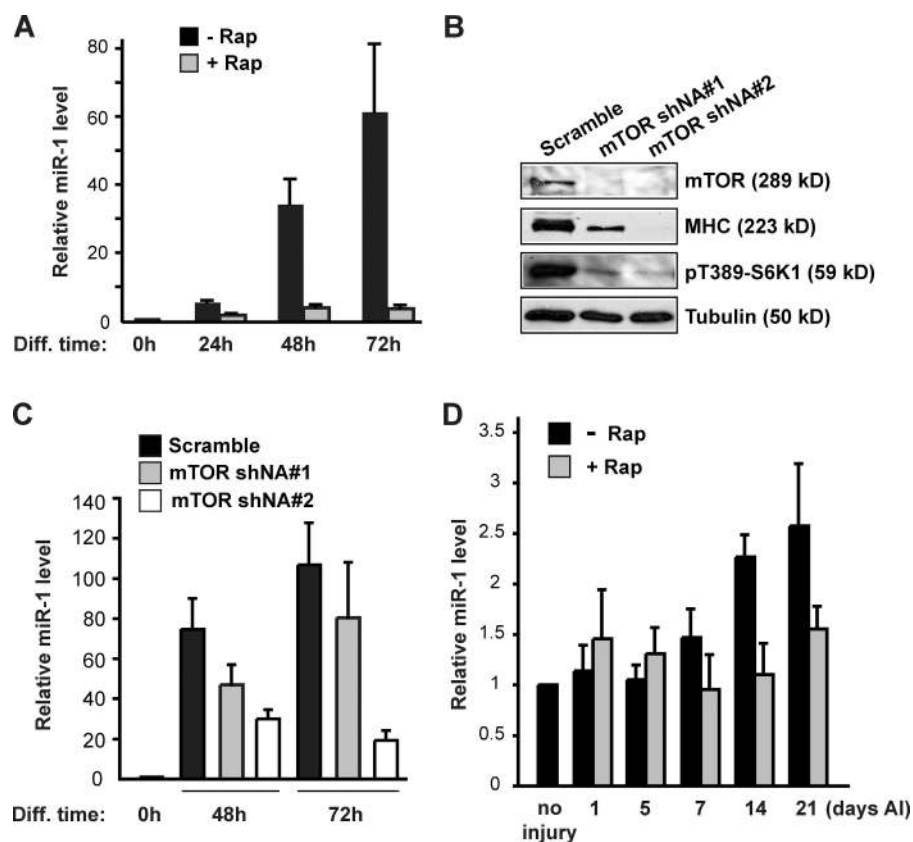 A
- Rap
+ Rap
Relative miR-1 level
80
60
40
20
0
Diff. time: 0h 24h 48h 72h
B
Scramble
mTOR shNA#1
mTOR shNA#2
mTOR (289 kD)
MHC (223 kD)
pT389-S6K1 (59 kD)
Tubulin (50 kD)
C
Scramble
mTOR shNA#1
mTOR shNA#2
Relative miR-1 level
140
120
100
80
60
40
20
0
Diff. time: 0h 48h 72h
D
- Rap
+ Rap
Relative miR-1 level
3.5
3
2.5
2
1.5
1
0.5
0
no injury 1 5 7 14 21 (days AI)